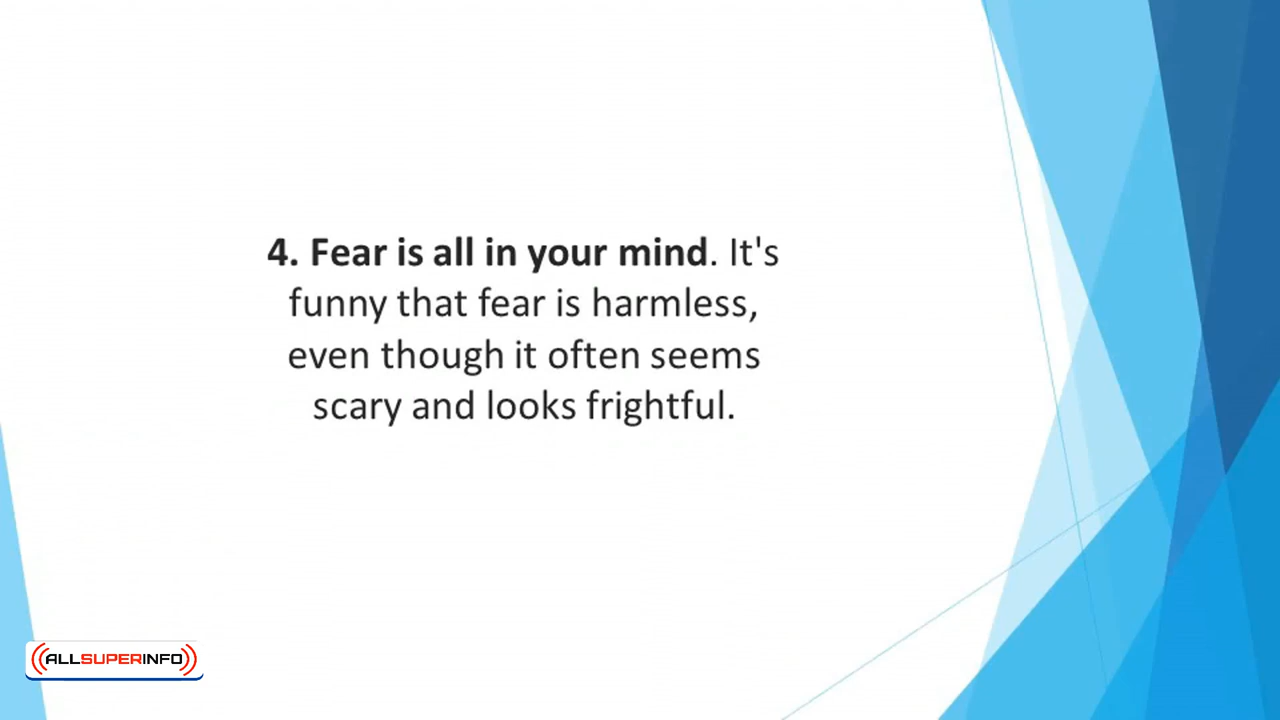 4. Fear is all in your mind. It's
funny that fear is harmless,
even though it often seems
scary and looks frightful.
ALLSUPERINFO